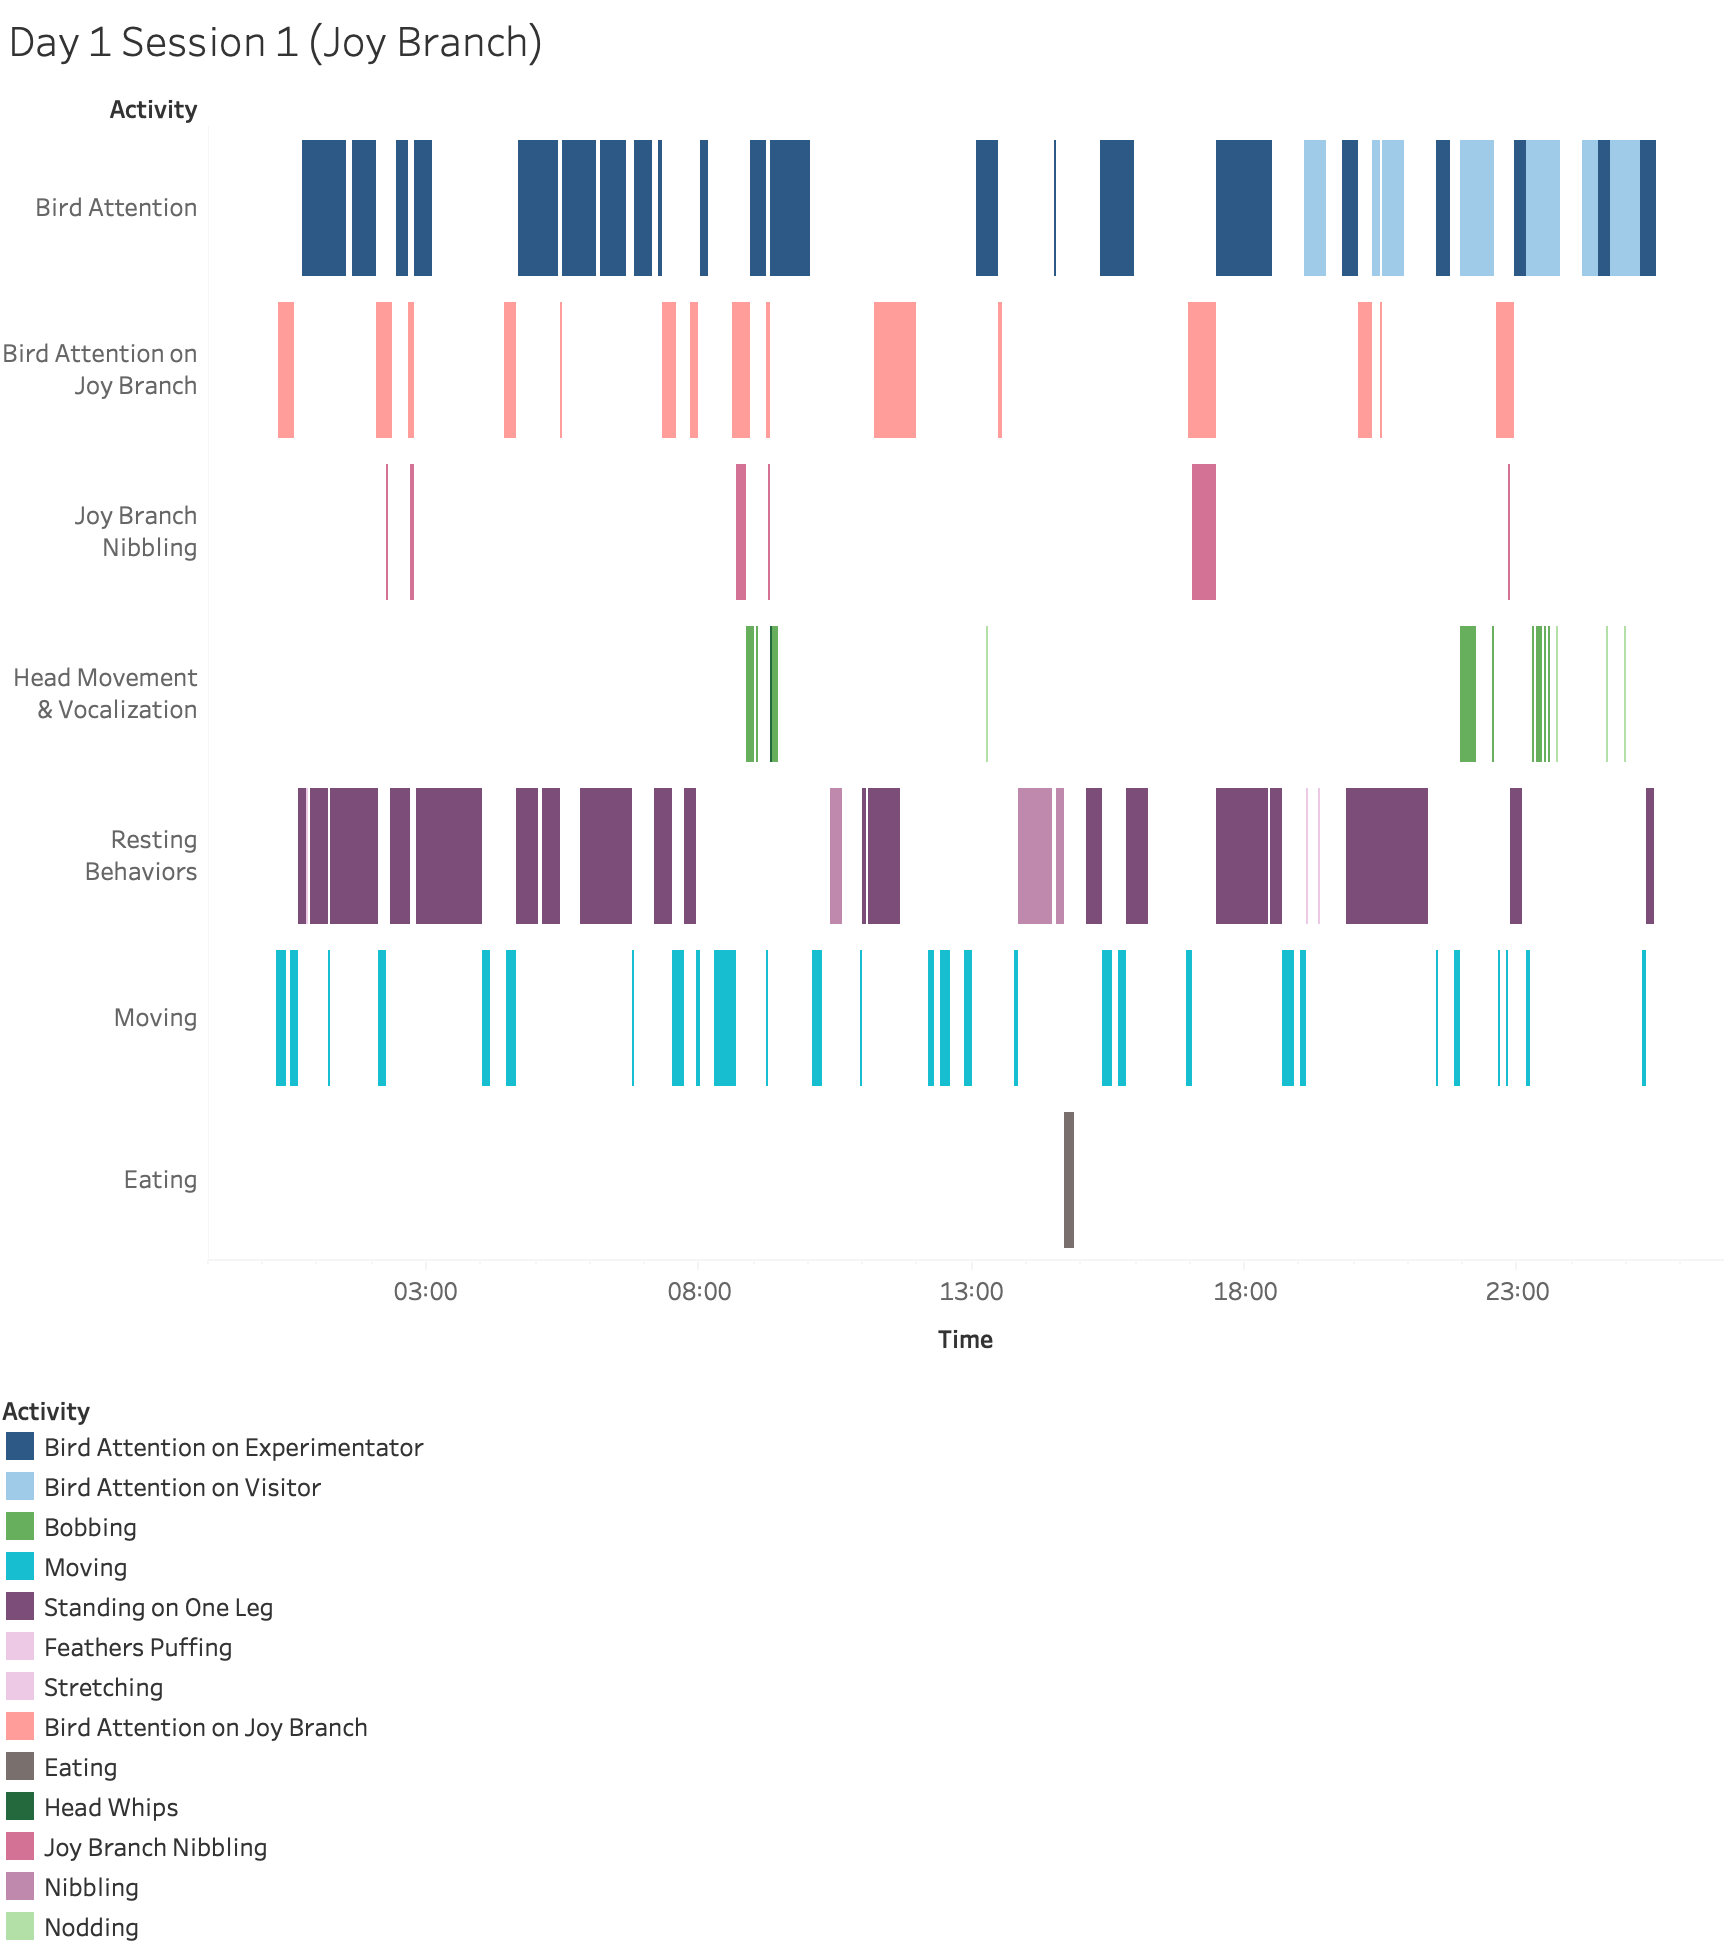 Day 1 Session 1 (Joy Branch)
Activity
Bird Attention
Bird Attention on
Joy Branch
Joy Branch
Nibbling
Head Movement
& Vocalization
Resting
Behaviors
Moving
Eating
03:00
08:00
13:00
18:00
23:00
Time
Activity
Bird Attention on Experimentator
Bird Attention on Visitor
Bobbing
Moving
Standing on One Leg
Feathers Puffing
Stretching
Bird Attention on Joy Branch
Eating
Head Whips
Joy Branch Nibbling
Nibbling
Nodding